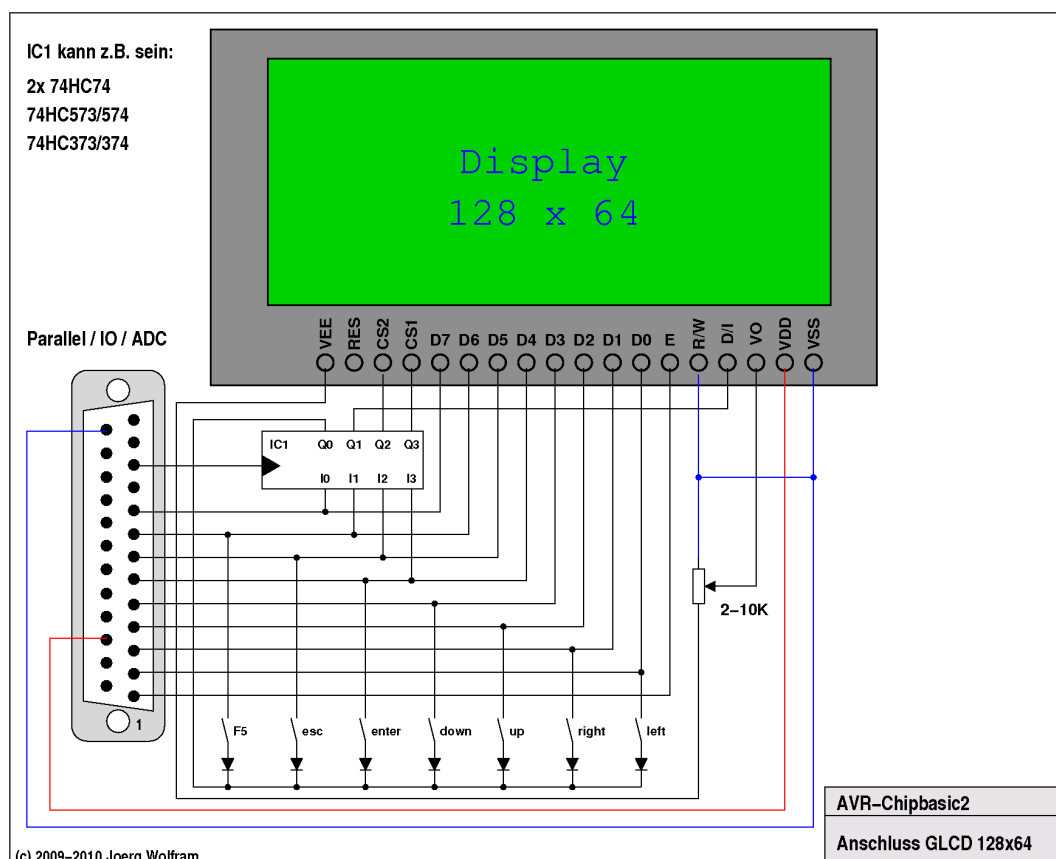 IC1 kann z.B. sein:
2x 74HC74
74HC573/574
74HC373/374
Display
128 x 64
VEE RES CS2 CS1 D7 D6 D5 D4 D3 D2 D1 D0 E R/W D/I VO VDD VSS
Parallel / IO / ADC
IC1 Q0 Q1 Q2 Q3
I0 I1 I2 I3
2–10K
1
F5 esc enter down up right left
AVR–Chipbasic2
Anschluss GLCD 128x64
(c) 2009–2010 Joerg Wolfram